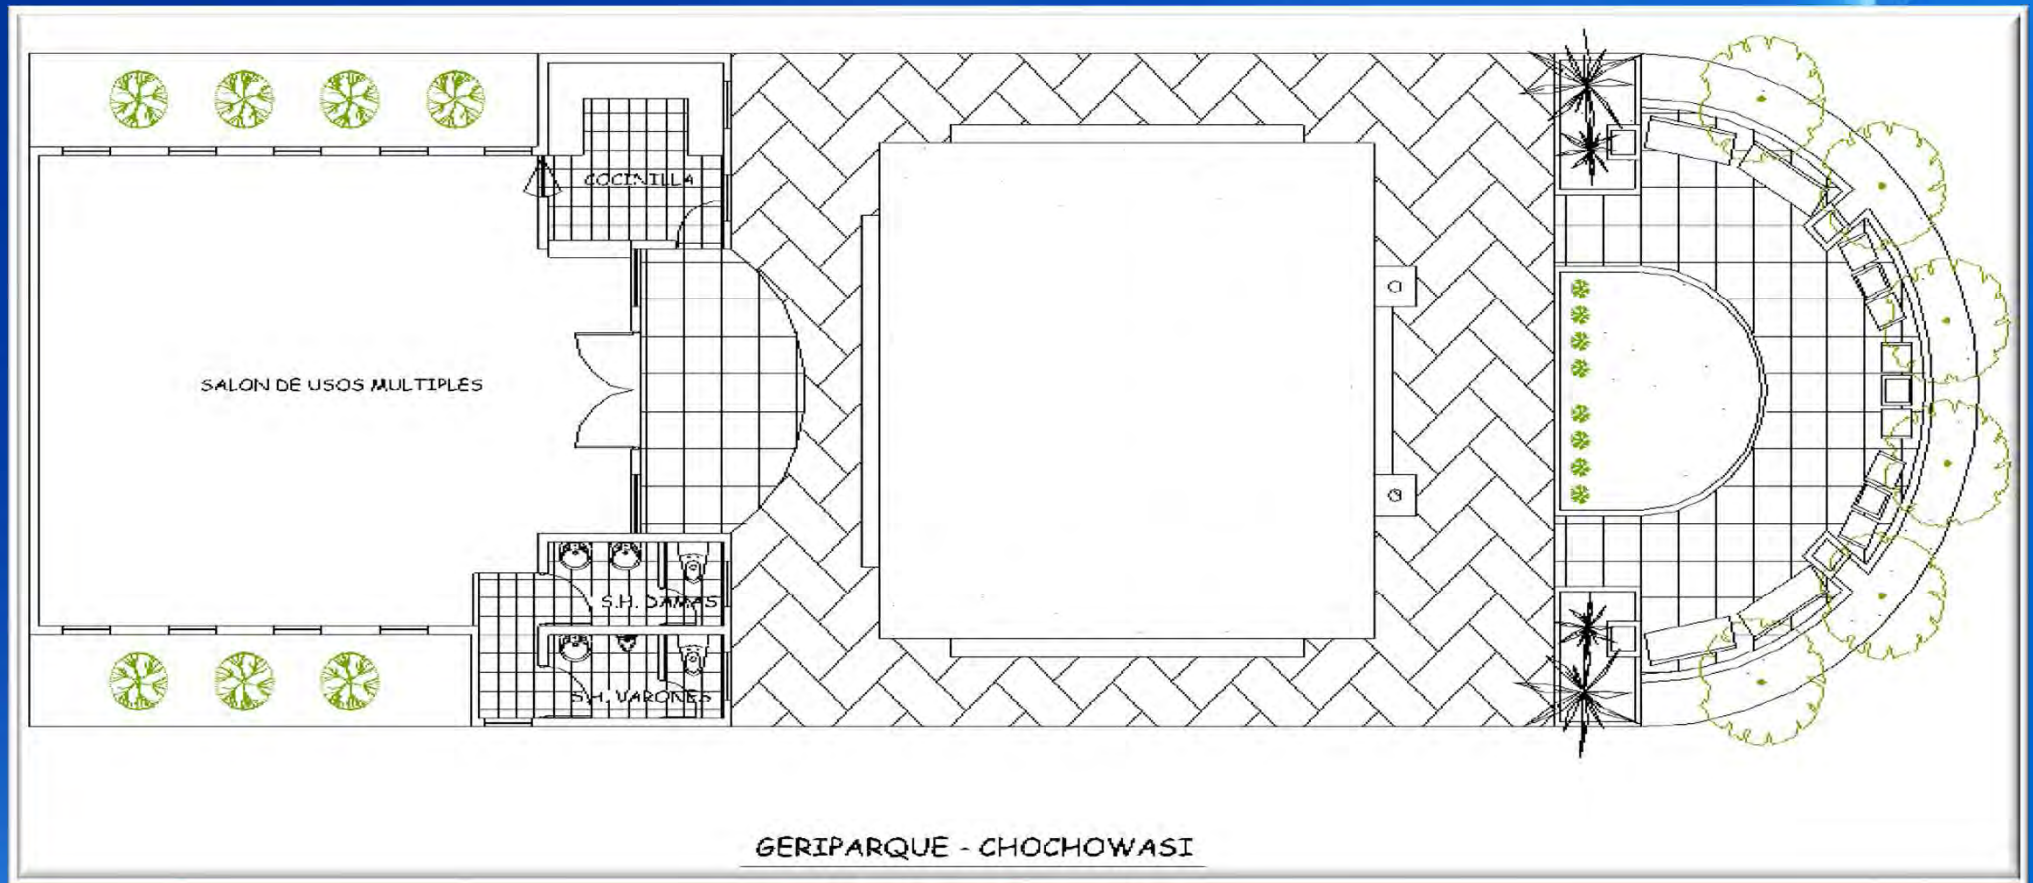 COCINILLA
SALON DE USOS MULTIPLES
S.H. DAMAS
S.H. VARONES
GERIPARQUE - CHOCHOWASI